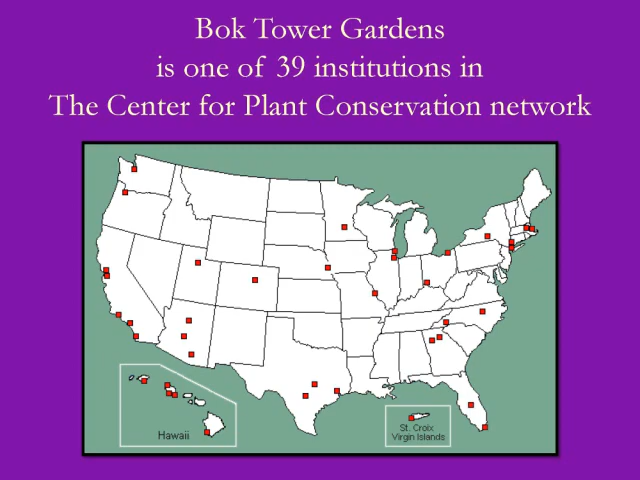 Bok Tower Gardens
is one of 39 institutions in
The Center for Plant Conservation network
Hawaii
St. Croix
Virgin Islands